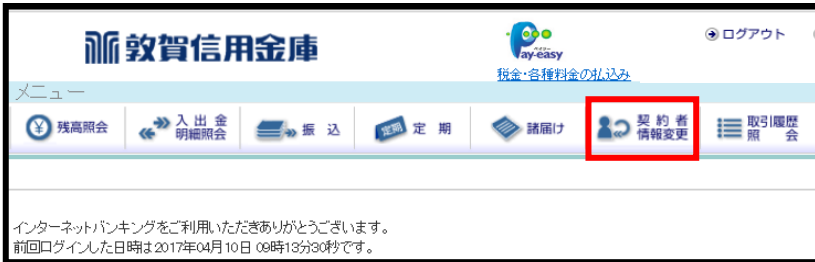 敦賀信用金庫
ペイジー
Pay-easy
ログアウト
税金・各種料金の払込み
メニュー
残高照会
入出金
明細照会
振込
定期
定期
諸届け
契約者
情報変更
取引履歴
照会
インターネットバンキングをご利用いただきありがとうございます。
前回ログインした日時は2017年04月10日 09時13分30秒です。